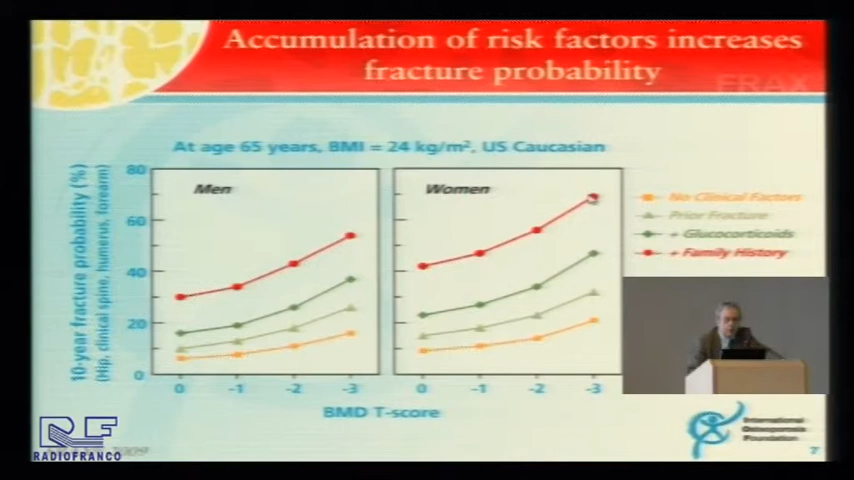 Accumulation of risk factors increases
fracture probability
FRAX
At age 65 years, BMI = 24 kg/m², US Caucasian
10-year fracture probability (%)
(Hip, clinical spine, humerus, forearm)
80
60
40
20
0
Men
Women
No Clinical Factors
Prior Fracture
+ Glucocorticoids
+ Family History
0 -1 -2 -3
0 -1 -2 -3
BMD T-score
RF
RADIOFRANCO
2009
International
Osteoporosis
Foundation
7